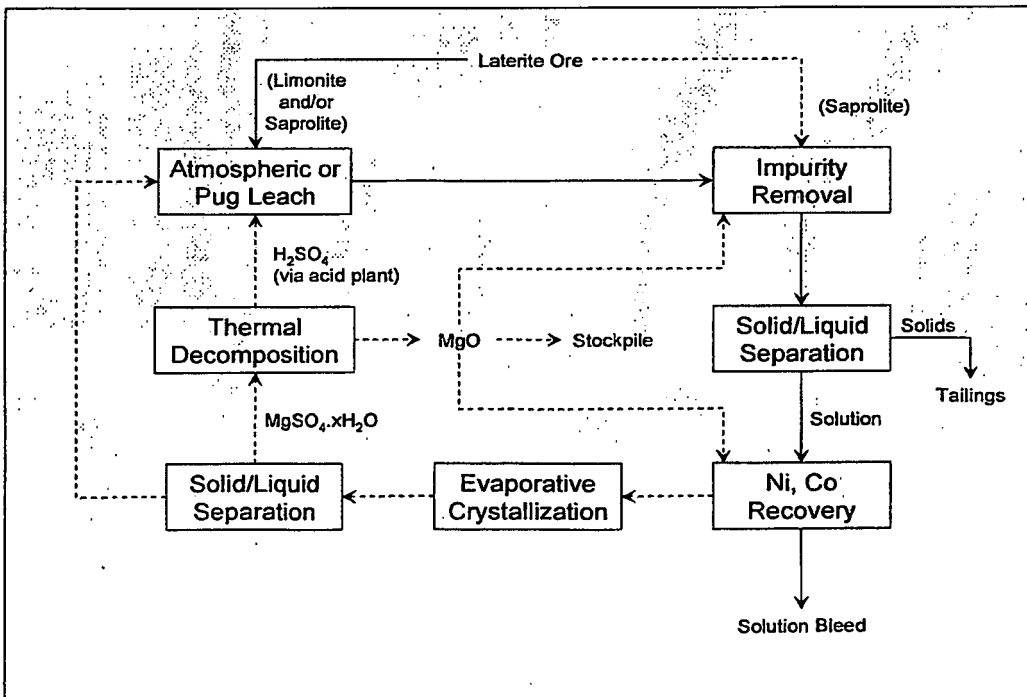 Laterite Ore
(Limonite
and/or
Saprolite)
(Saprolite)
Atmospheric or
Pug Leach
Impurity
Removal
H₂SO₄
(via acid plant)
Thermal
Decomposition
MgO
Stockpile
Solid/Liquid
Separation
Solids
Tailings
MgSO₄.xH₂O
Solution
Solid/Liquid
Separation
Evaporative
Crystallization
Ni, Co
Recovery
Solution Bleed